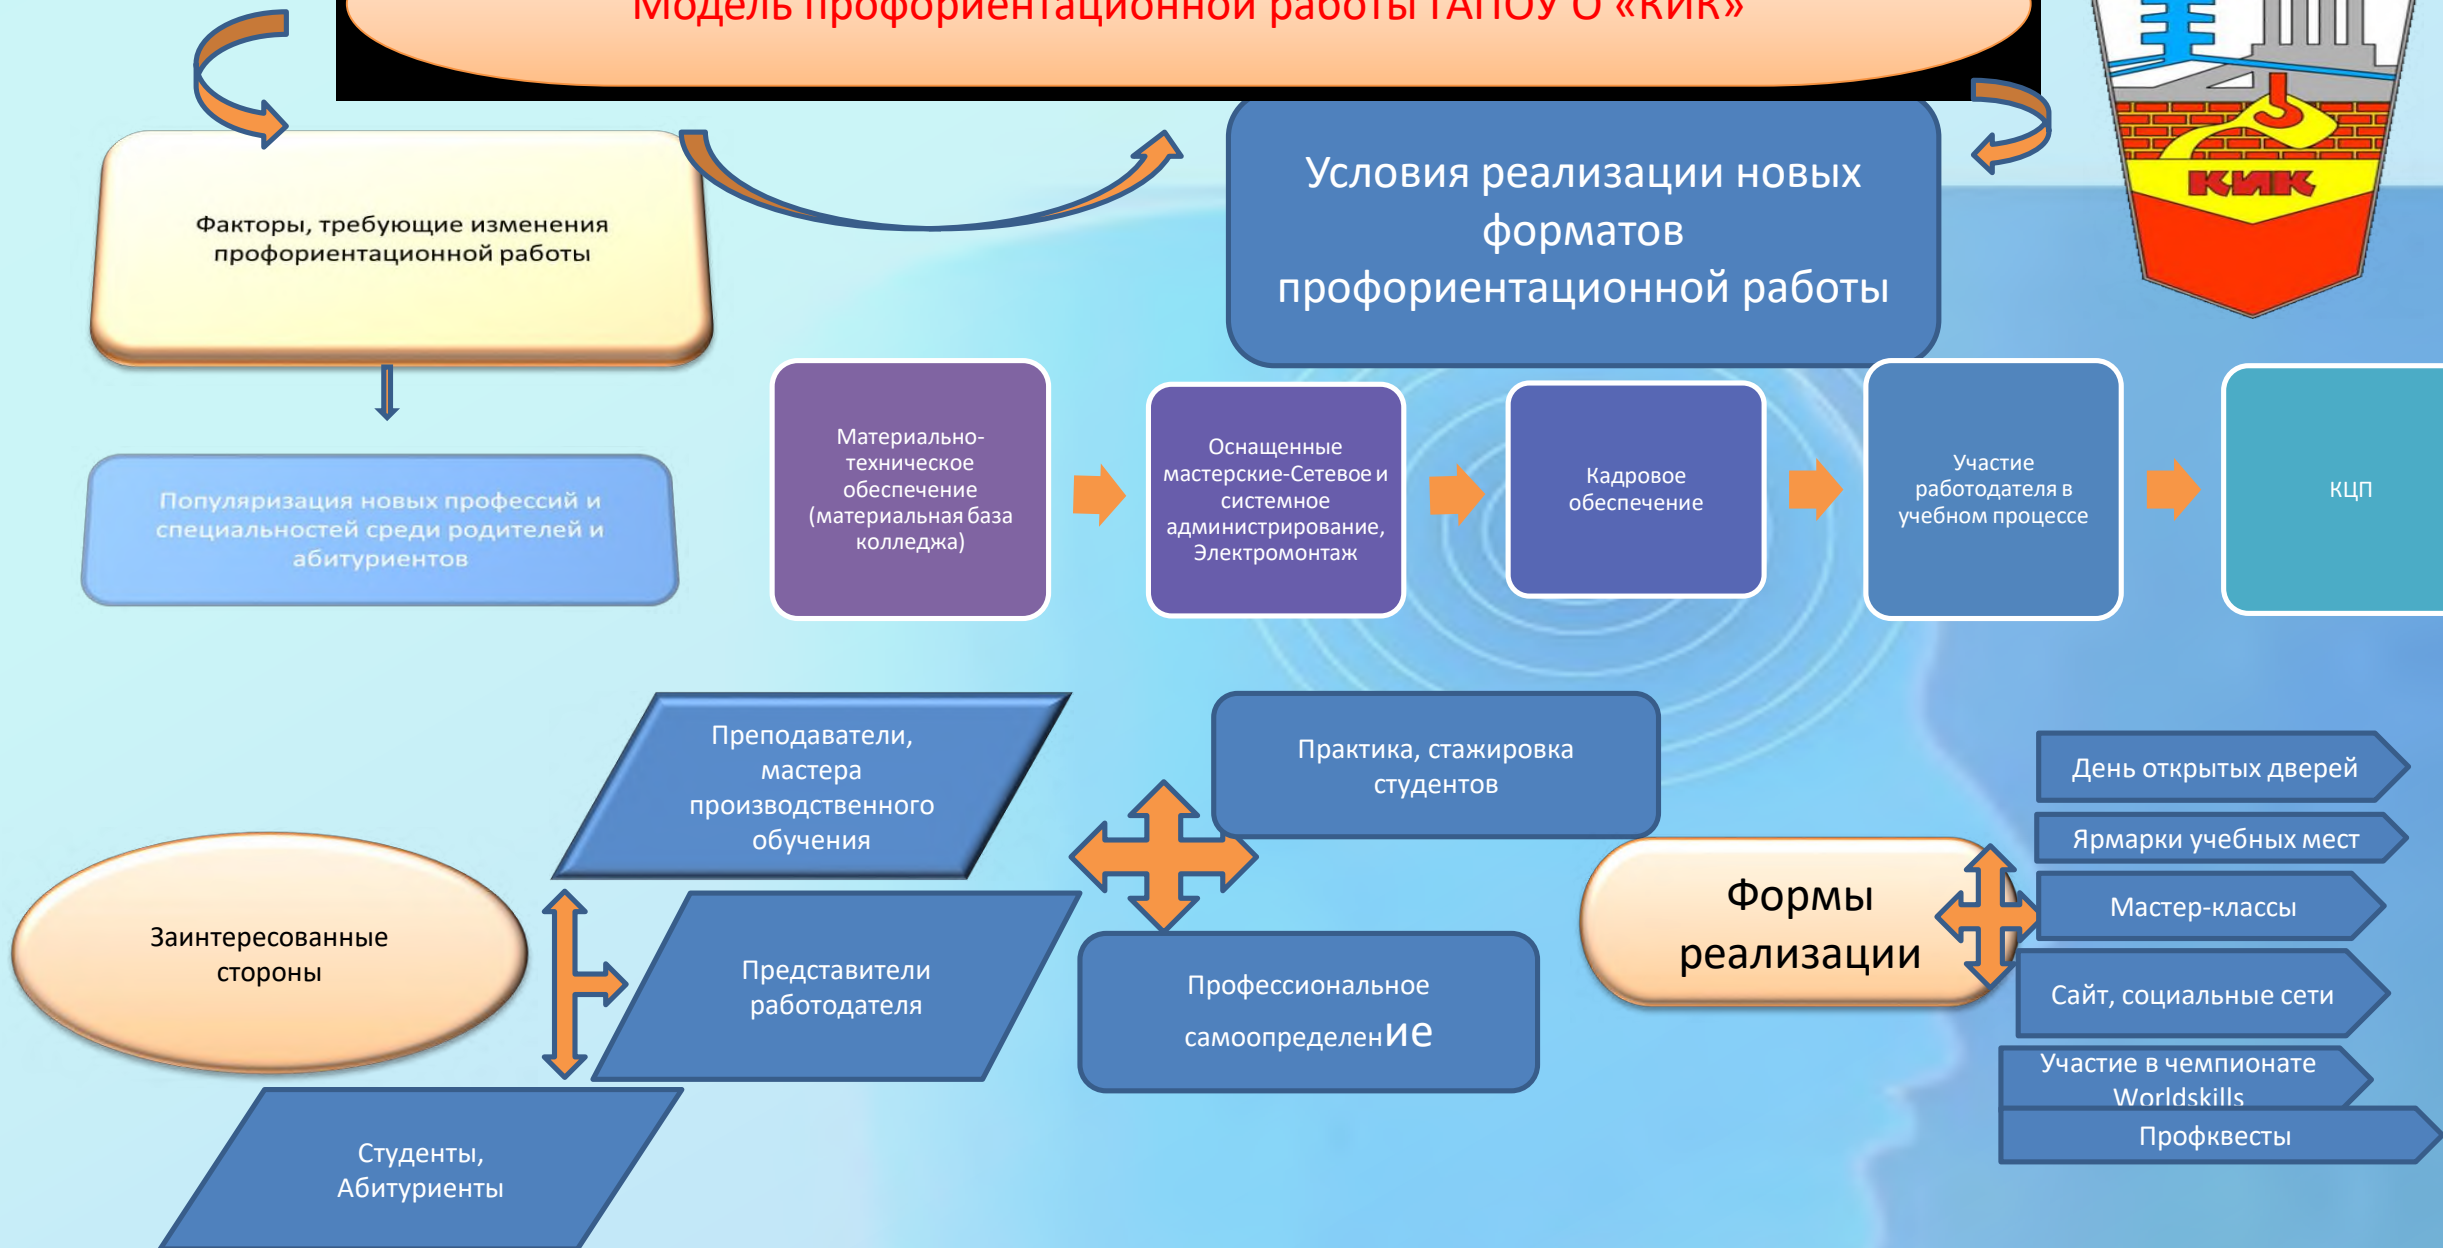 Модель профориентационной работы ГАПОУ О «КИК»
КИК
Факторы, требующие изменения
профориентационной работы
Условия реализации новых
форматов
профориентационной работы
Популяризация новых профессий и
специальностей среди родителей и
абитуриентов
Материально-
техническое
обеспечение
(материальная база
колледжа)
Оснащенные
мастерские-Сетевое и
системное
администрирование,
Электромонтаж
Кадровое
обеспечение
Участие
работодателя в
учебном процессе
КЦП
Заинтересованные
стороны
Преподаватели,
мастера
производственного
обучения
Представители
работодателя
Студенты,
Абитуриенты
Практика, стажировка
студентов
Профессиональное
самоопределение
Формы
реализации
День открытых дверей
Ярмарки учебных мест
Мастер-классы
Сайт, социальные сети
Участие в чемпионате
Worldskills
Профквесты